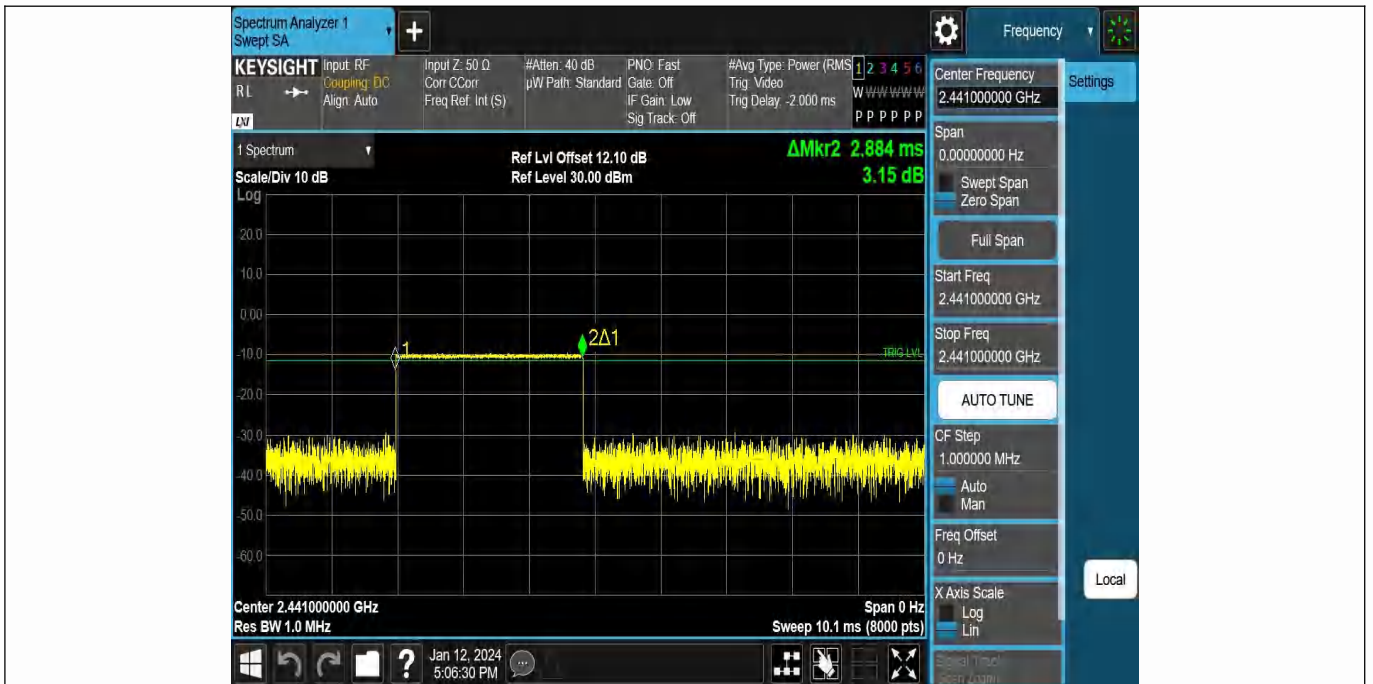 Spectrum Analyzer 1
Swept SA
+
Frequency
KEYSIGHT
RL
LXI
Input: RF
Coupling: DC
Align: Auto
Input Z: 50 Ω
Corr CCorr
Freq Ref: Int (S)
#Atten: 40 dB
µW Path: Standard
PNO: Fast
Gate: Off
IF Gain: Low
Sig Track: Off
#Avg Type: Power (RMS
Trig: Video
Trig Delay: -2.000 ms
1 2 3 4 5 6
W W W W W W
P P P P P P
Center Frequency
2.441000000 GHz
Settings
1 Spectrum
Scale/Div 10 dB
Log
Ref Lvl Offset 12.10 dB
Ref Level 30.00 dBm
ΔMkr2 2.884 ms
3.15 dB
Span
0.00000000 Hz
Swept Span
Zero Span
Full Span
Start Freq
2.441000000 GHz
Stop Freq
2.441000000 GHz
AUTO TUNE
CF Step
1.000000 MHz
Auto
Man
Freq Offset
0 Hz
X Axis Scale
Log
Lin
Signal Track
Local
20.0
10.0
0.00
-10.0
-20.0
-30.0
-40.0
-50.0
-60.0
1
2Δ1
TRIG LVL
Center 2.441000000 GHz
Res BW 1.0 MHz
Span 0 Hz
Sweep 10.1 ms (8000 pts)
?
Jan 12, 2024
5:06:30 PM